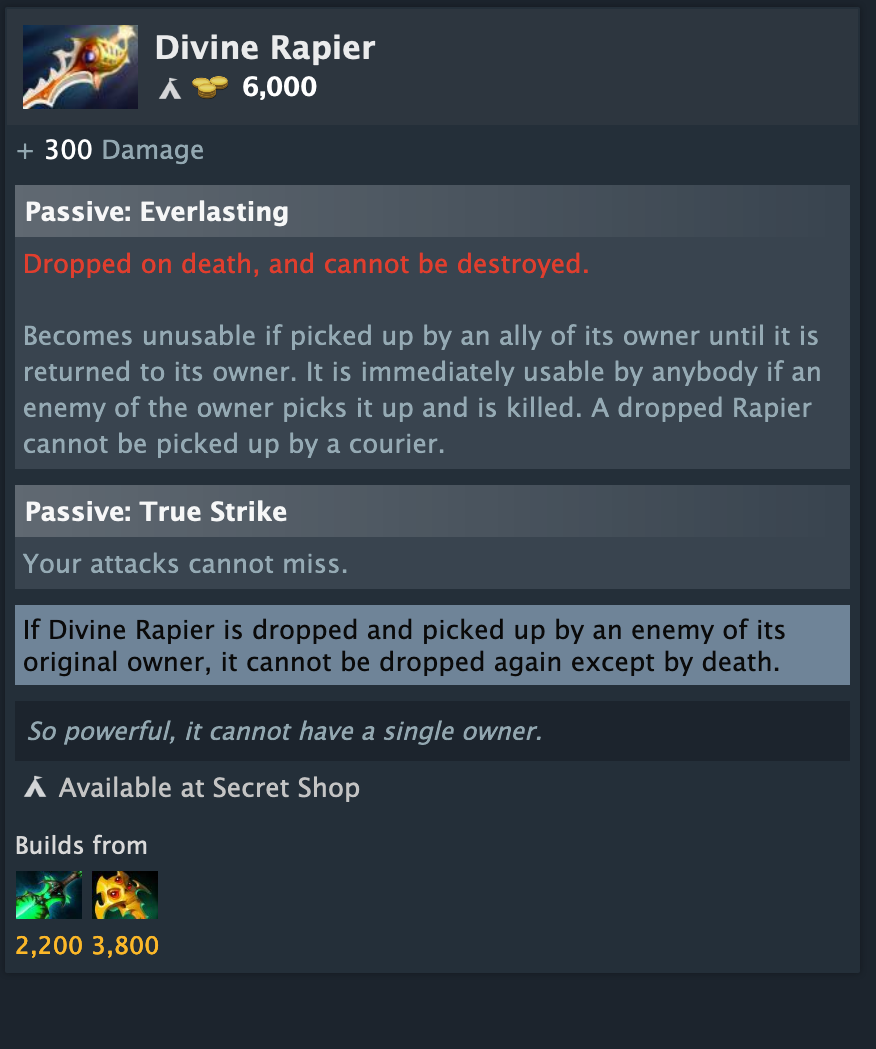 Divine Rapier
6,000
+ 300 Damage
Passive: Everlasting
Dropped on death, and cannot be destroyed.
Becomes unusable if picked up by an ally of its owner until it is
returned to its owner. It is immediately usable by anybody if an
enemy of the owner picks it up and is killed. A dropped Rapier
cannot be picked up by a courier.
Passive: True Strike
Your attacks cannot miss.
If Divine Rapier is dropped and picked up by an enemy of its
original owner, it cannot be dropped again except by death.
So powerful, it cannot have a single owner.
Available at Secret Shop
Builds from
2,200 3,800